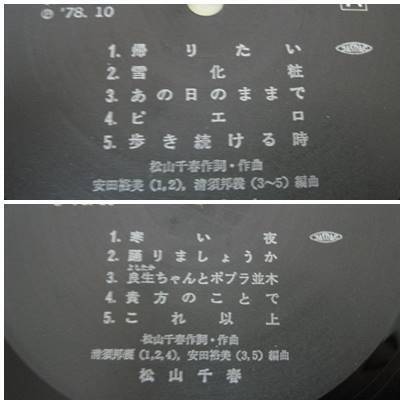 ℗ '78. 10
1. 帰りたい
2. 雪化粧
3. あの日のままで
4. ピエロ
5. 歩き続ける時
松山千春作詞・作曲
安田裕美(1,2), 清須邦義(3~5)編曲
1. 寒い夜
2. 踊りましょうか
よしたか
3. 良生ちゃんとポプラ並木
4. 貴方のことで
5. これ以上
松山千春作詞・作曲
清須邦義(1,2,4), 安田裕美(3,5)編曲
松山千春